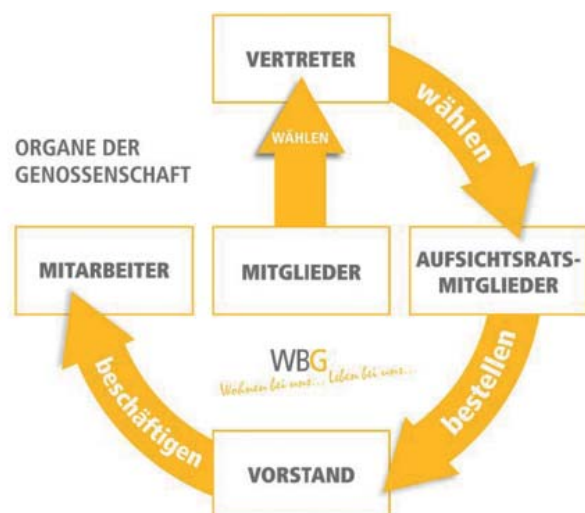 VERTRETER
wählen
WÄHLEN
ORGANE DER
GENOSSENSCHAFT
MITARBEITER
MITGLIEDER
AUFSICHTSRATS-
MITGLIEDER
WBG
Wohnen bei uns... Leben bei uns...
beschäftigen
bestellen
VORSTAND